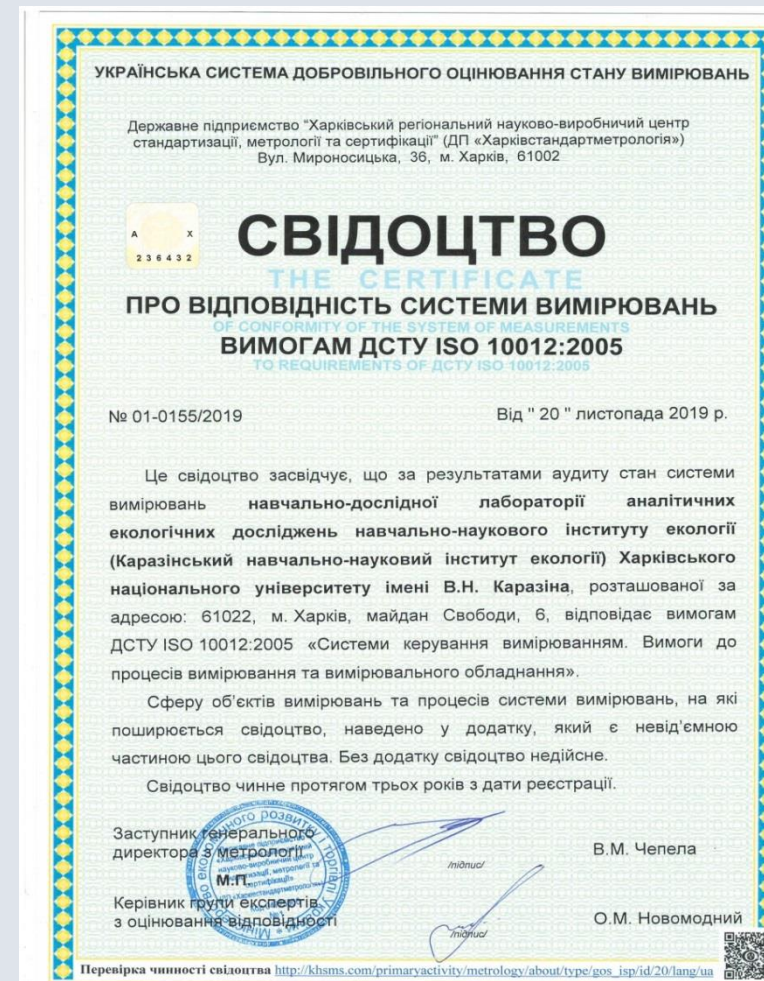 УКРАЇНСЬКА СИСТЕМА ДОБРОВІЛЬНОГО ОЦІНЮВАННЯ СТАНУ ВИМІРЮВАНЬ
Державне підприємство "Харківський регіональний науково-виробничий центр
стандартизації, метрології та сертифікації" (ДП «Харківстандартметрологія»)
Вул. Мироносицька, 36, м. Харків, 61002
А Х
236432
СВІДОЦТВО
THE CERTIFICATE
ПРО ВІДПОВІДНІСТЬ СИСТЕМИ ВИМІРЮВАНЬ
OF CONFORMITY OF THE SYSTEM OF MEASUREMENTS
ВИМОГАМ ДСТУ ISO 10012:2005
TO REQUIREMENTS OF ДСТУ ISO 10012:2005
№ 01-0155/2019
Від " 20 " листопада 2019 р.
Це свідоцтво засвідчує, що за результатами аудиту стан системи
вимірювань навчально-дослідної лабораторії аналітичних
екологічних досліджень навчально-наукового інституту екології
(Каразінський навчально-науковий інститут екології) Харківського
національного університету імені В.Н. Каразіна, розташованої за
адресою: 61022, м. Харків, майдан Свободи, 6, відповідає вимогам
ДСТУ ISO 10012:2005 «Системи керування вимірюванням. Вимоги до
процесів вимірювання та вимірювального обладнання».
Сферу об’єктів вимірювань та процесів системи вимірювань, на які
поширюється свідоцтво, наведено у додатку, який є невід’ємною
частиною цього свідоцтва. Без додатку свідоцтво недійсне.
Свідоцтво чинне протягом трьох років з дати реєстрації.
Заступник генерального
директора з метрології
/підпис/
В.М. Чепела
М.П.
Керівник групи експертів
з оцінювання відповідності
/підпис/
О.М. Новомодний
Перевірка чинності свідоцтва http://khsms.com/primaryactivity/metrology/about/type/gos_isp/id/20/lang/ua